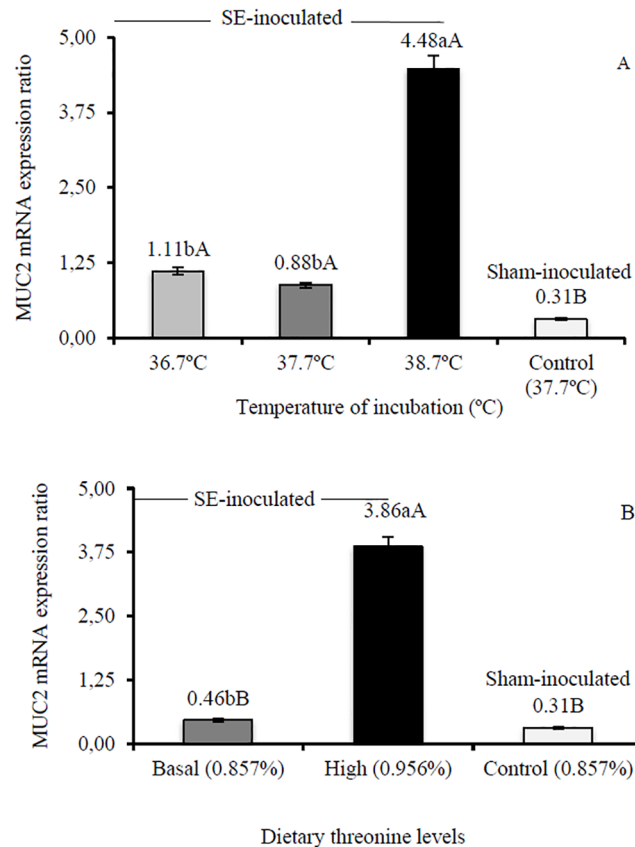 SE-inoculated
5,00
4.48aA
A
3,75
2,50
MUC2 mRNA expression ratio
1.11bA
0.88bA
Sham-inoculated
1,25
0.31B
0,00
36.7ºC
37.7ºC
38.7ºC
Control
(37.7ºC)
Temperature of incubation (ºC)
5,00
SE-inoculated
3.86aA
B
3,75
MUC2 mRNA expression ratio
2,50
1,25
Sham-inoculated
0.46bB
0.31B
0,00
Basal (0.857%)
High (0.956%)
Control (0.857%)
Dietary threonine levels